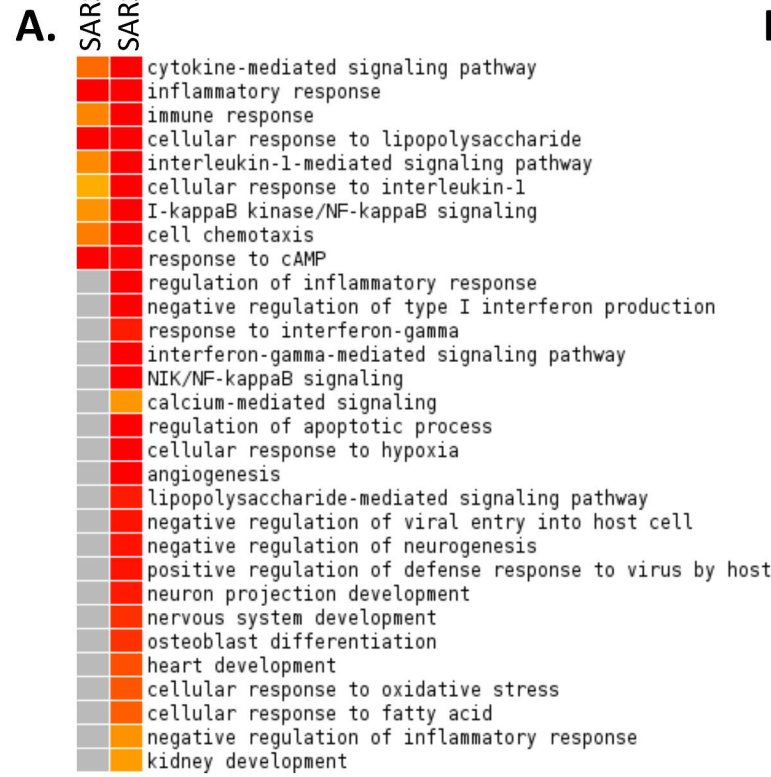 A.
SAR
SAR
cytokine-mediated signaling pathway
inflammatory response
immune response
cellular response to lipopolysaccharide
interleukin-1-mediated signaling pathway
cellular response to interleukin-1
I-kappaB kinase/NF-kappaB signaling
cell chemotaxis
response to cAMP
regulation of inflammatory response
negative regulation of type I interferon production
response to interferon-gamma
interferon-gamma-mediated signaling pathway
NIK/NF-kappaB signaling
calcium-mediated signaling
regulation of apoptotic process
cellular response to hypoxia
angiogenesis
lipopolysaccharide-mediated signaling pathway
negative regulation of viral entry into host cell
negative regulation of neurogenesis
positive regulation of defense response to virus by host
neuron projection development
nervous system development
osteoblast differentiation
heart development
cellular response to oxidative stress
cellular response to fatty acid
negative regulation of inflammatory response
kidney development